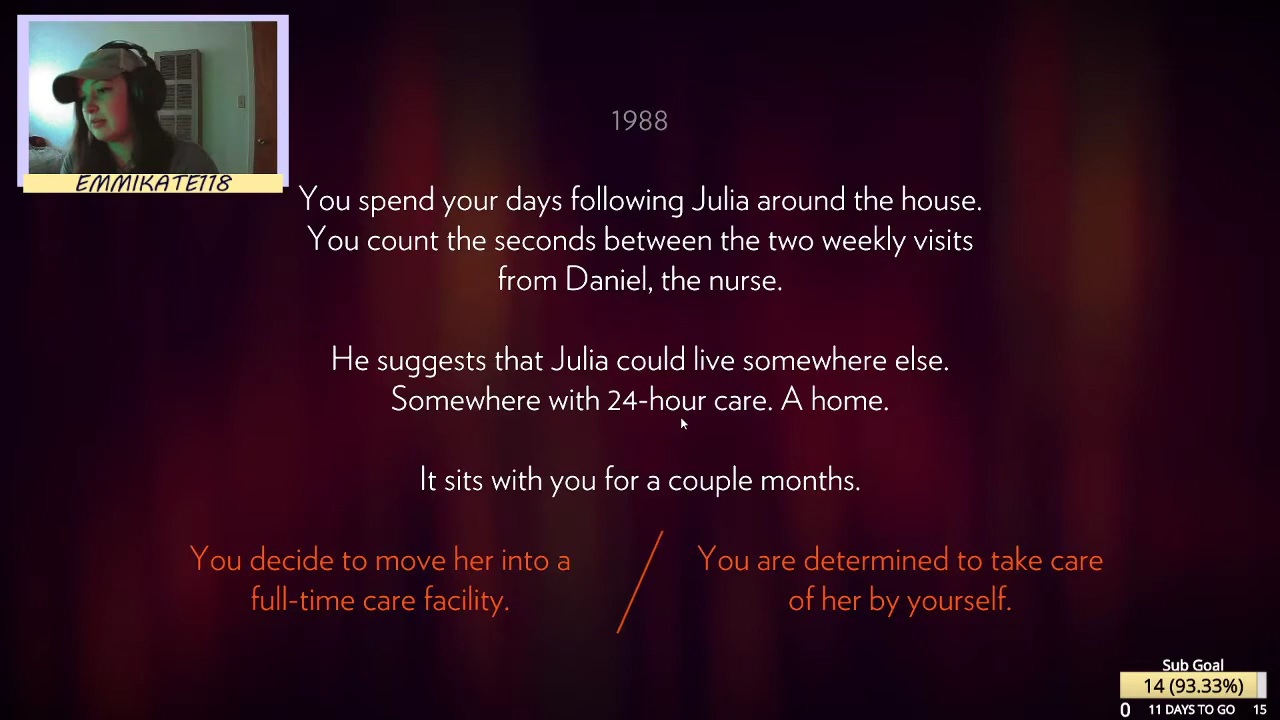 EMMIKATE118
1988
You spend your days following Julia around the house.
You count the seconds between the two weekly visits
from Daniel, the nurse.
He suggests that Julia could live somewhere else.
Somewhere with 24-hour care. A home.
It sits with you for a couple months.
You decide to move her into a
full-time care facility.
You are determined to take care
of her by yourself.
Sub Goal
14 (93.33%)
0 11 DAYS TO GO 15